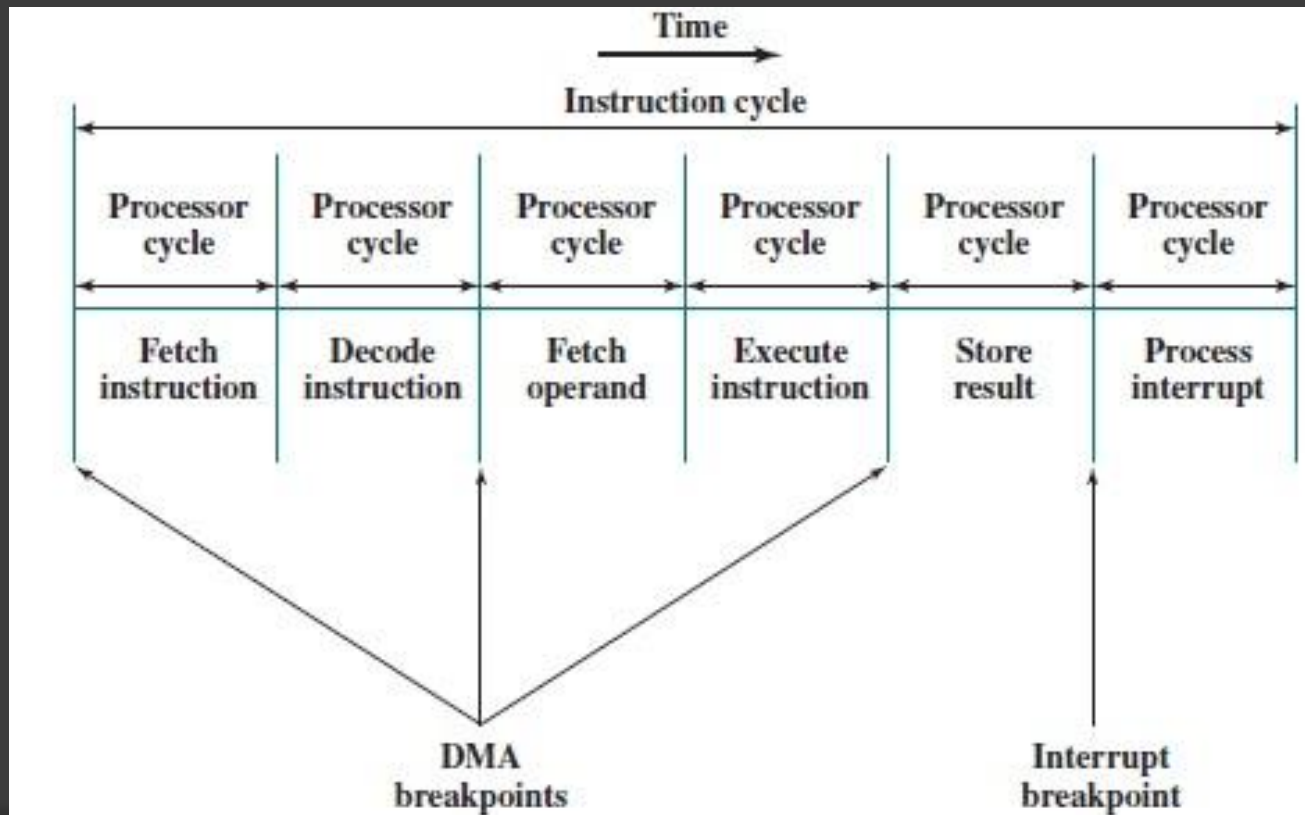 Time
Instruction cycle
Processor Processor Processor Processor Processor Processor
cycle cycle cycle cycle cycle cycle
Fetch Decode Fetch Execute Store Process
instruction instruction operand instruction result interrupt
DMA Interrupt
breakpoints breakpoint